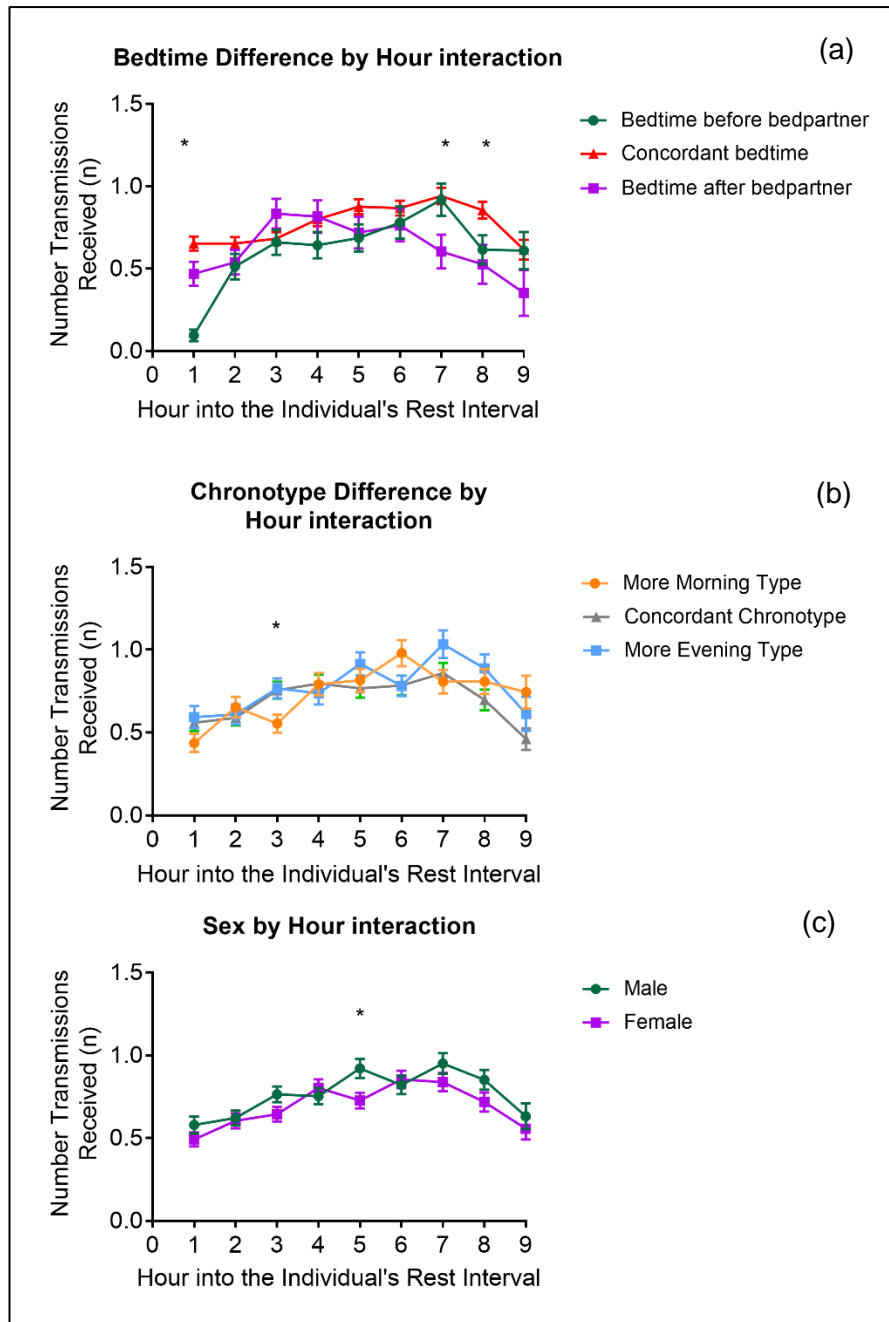 Bedtime Difference by Hour interaction
(a)
1.5
1.0
0.5
0.0
Number Transmissions
Received (n)
* * *
0 1 2 3 4 5 6 7 8 9
Hour into the Individual's Rest Interval
Bedtime before bedpartner
Concordant bedtime
Bedtime after bedpartner
Chronotype Difference by
Hour interaction
(b)
1.5
1.0
0.5
0.0
Number Transmissions
Received (n)
*
0 1 2 3 4 5 6 7 8 9
Hour into the Individual's Rest Interval
More Morning Type
Concordant Chronotype
More Evening Type
Sex by Hour interaction
(c)
1.5
1.0
0.5
0.0
Number Transmissions
Received (n)
*
0 1 2 3 4 5 6 7 8 9
Hour into the Individual's Rest Interval
Male
Female